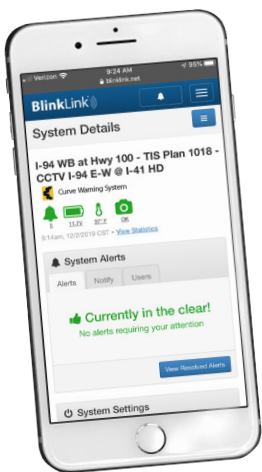 Verizon
9:24 AM
95%
blinklink.net
BlinkLink
System Details
I-94 WB at Hwy 100 - TIS Plan 1018 -
CCTV I-94 E-W @ I-41 HD
Curve Warning System
OK
9:14am, 12/2/2019 CST • View Statistics
System Alerts
Alerts
Notify
Users
Currently in the clear!
No alerts requiring your attention
View Resolved Alerts
System Settings